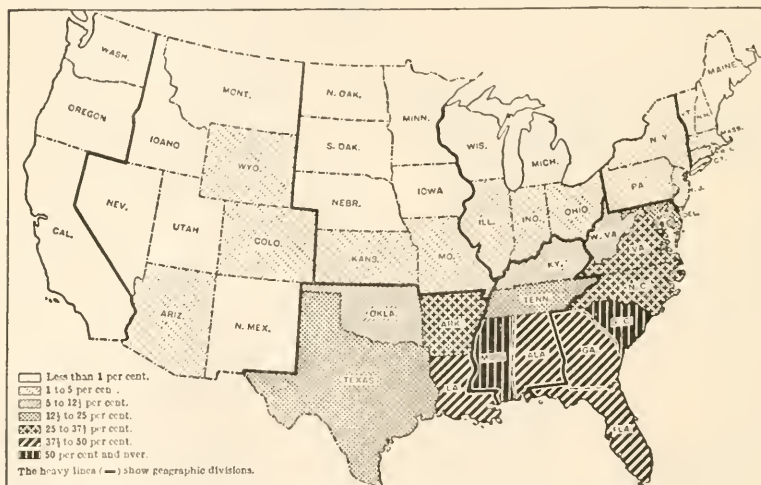 WASH.
MONT.
N. DAK.
MINN.
MAINE
OREGON
IDAHO
S. DAK.
WIS.
MICH.
N.Y.
WYO.
IOWA
PA.
NEBR.
NEV.
UTAH
ILL.
IND.
OHIO
DEL.
CAL.
COLO.
KANS.
MO.
W. VA.
VA.
KY.
N.C.
TENN.
ARIZ.
N. MEX.
OKLA.
ARK.
S.C.
ALA.
GA.
TEXAS
LA.
FLA.
Less than 1 per cent.
1 to 5 per cent.
5 to 12½ per cent.
12½ to 25 per cent.
25 to 37½ per cent.
37½ to 50 per cent.
50 per cent and over.
The heavy lines (▬) show geographic divisions.